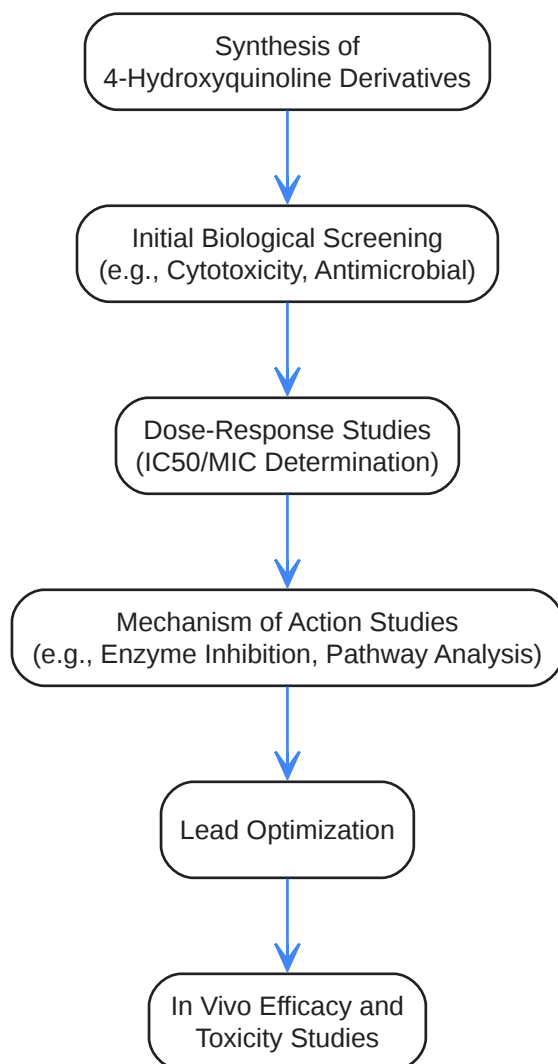 Synthesis of
4-Hydroxyquinoline Derivatives
Initial Biological Screening
(e.g., Cytotoxicity, Antimicrobial)
Dose-Response Studies
(IC50/MIC Determination)
Mechanism of Action Studies
(e.g., Enzyme Inhibition, Pathway Analysis)
Lead Optimization
In Vivo Efficacy and
Toxicity Studies